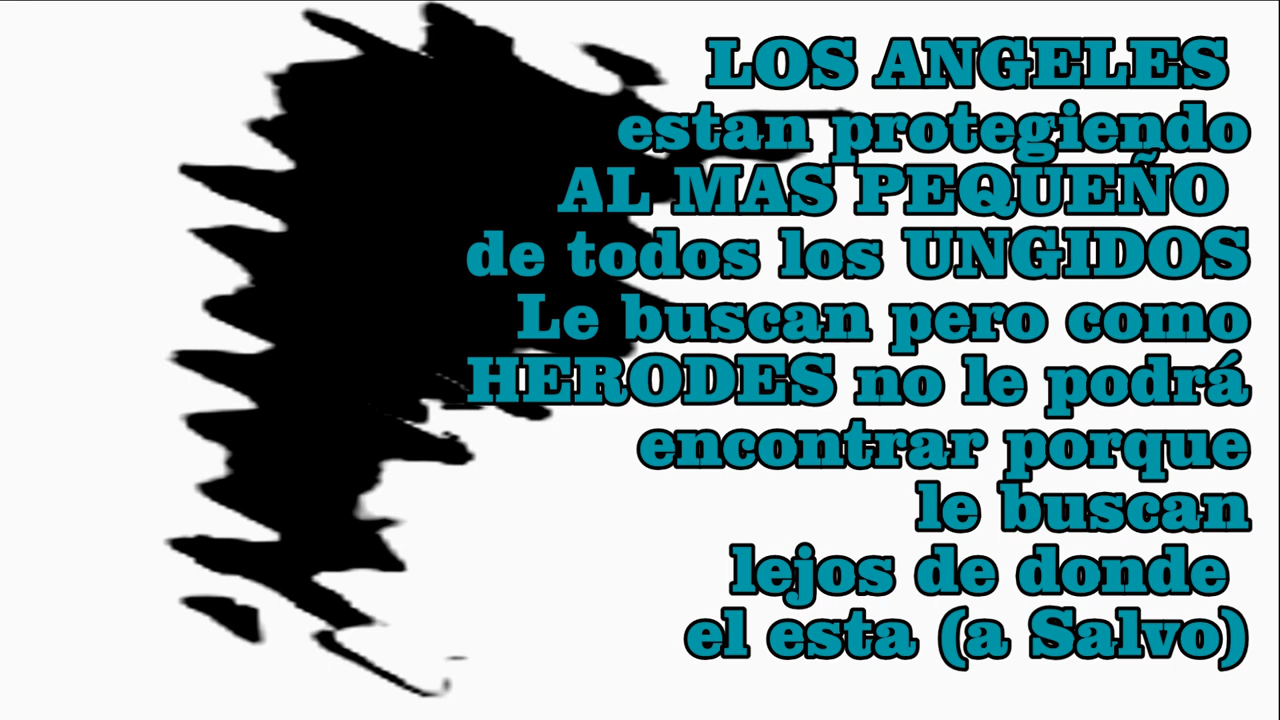 LOS ANGELES
estan protegiendo
AL MAS PEQUEÑO
de todos los UNGIDOS
Le buscan pero como
HERODES no le podrá
encontrar porque
le buscan
lejos de donde
el esta (a Salvo)